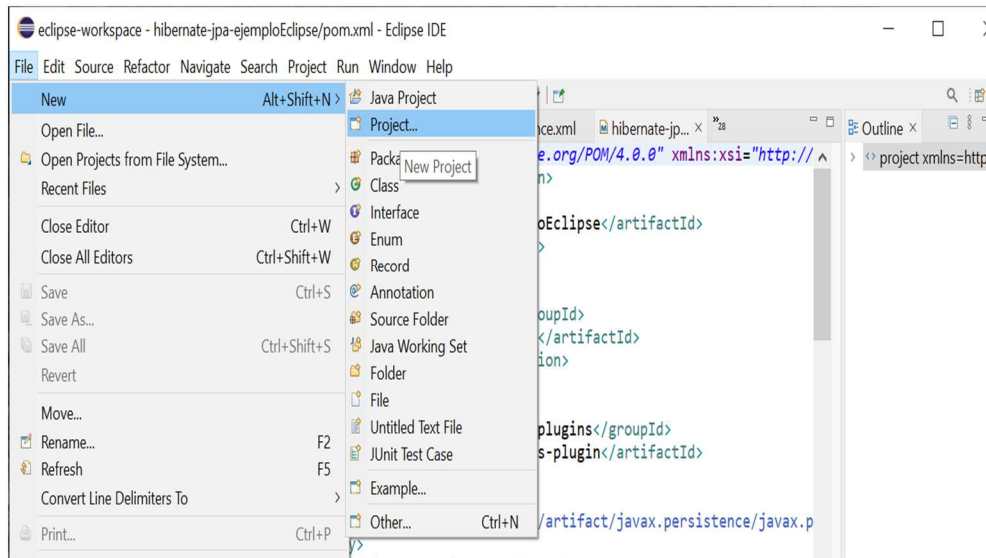 eclipse-workspace - hibernate-jpa-ejemploEclipse/pom.xml - Eclipse IDE
File Edit Source Refactor Navigate Search Project Run Window Help
New Alt+Shift+N >
Open File...
Open Projects from File System...
Recent Files >
Close Editor Ctrl+W
Close All Editors Ctrl+Shift+W
Save Ctrl+S
Save As...
Save All Ctrl+Shift+S
Revert
Move...
Rename... F2
Refresh F5
Convert Line Delimiters To >
Print... Ctrl+P
Java Project
Project...
Packa
New Project
Class
Interface
Enum
Record
Annotation
Source Folder
Java Working Set
Folder
File
Untitled Text File
JUnit Test Case
Example...
Other... Ctrl+N
nce.xml hibernate-jp... × »28
e.org/POM/4.0.0" xmlns:xsi="http://
n>
oEclipse</artifactId>
>
oupId>
</artifactId>
ion>
plugins</groupId>
s-plugin</artifactId>
/artifact/javax.persistence/javax.p
y>
Outline ×
project xmlns=http